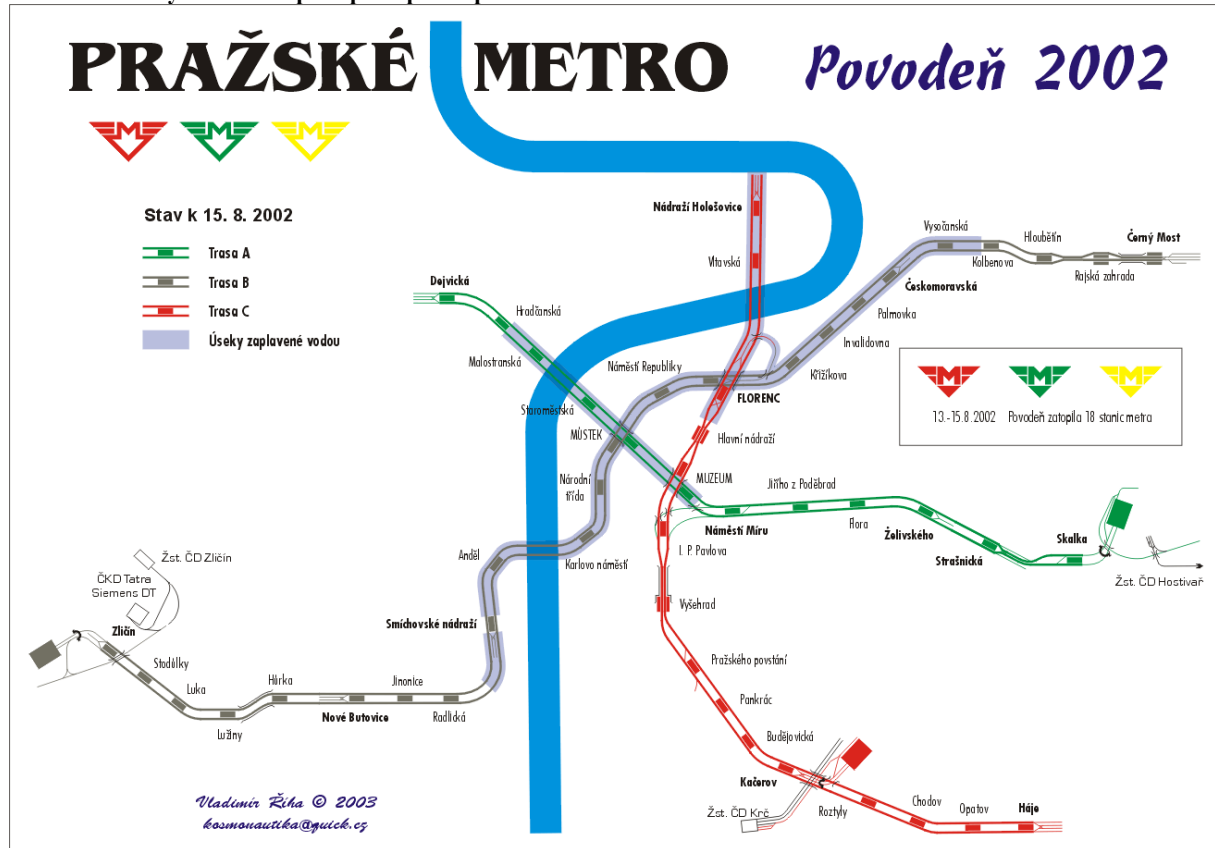 PRAŽSKÉ METRO
Povodeň 2002
Stav k 15. 8. 2002
Trasa A
Trasa B
Trasa C
Úseky zaplavené vodou
Nádraží Holešovice
Vltavská
Vysočanská
Hloubětín
Černý Most
Kolbenova
Rajská zahrada
Českomoravská
Palmovka
Invalidovna
Křižíkova
Dejvická
Hradčanská
Malostranská
Náměstí Republiky
FLORENC
Staroměstská
MŮSTEK
Hlavní nádraží
13.-15.8.2002 Povodeň zatopila 18 stanic metra
Národní
třída
MUZEUM
Jiřího z Poděbrad
Náměstí Míru
Flora
Želivského
Strašnická
Skalka
Žst. ČD Hostivař
Anděl
Karlovo náměstí
I. P. Pavlova
Žst. ČD Zličín
ČKD Tatra
Siemens DT
Zličín
Smíchovské nádraží
Vyšehrad
Stodůlky
Luka
Lužiny
Hůrka
Nové Butovice
Jinonice
Radlická
Pražského povstání
Pankrác
Budějovická
Kačerov
Žst. ČD Krč
Roztyly
Chodov
Opatov
Háje
Vladimír Říha © 2003
kosmonautika@quick.cz